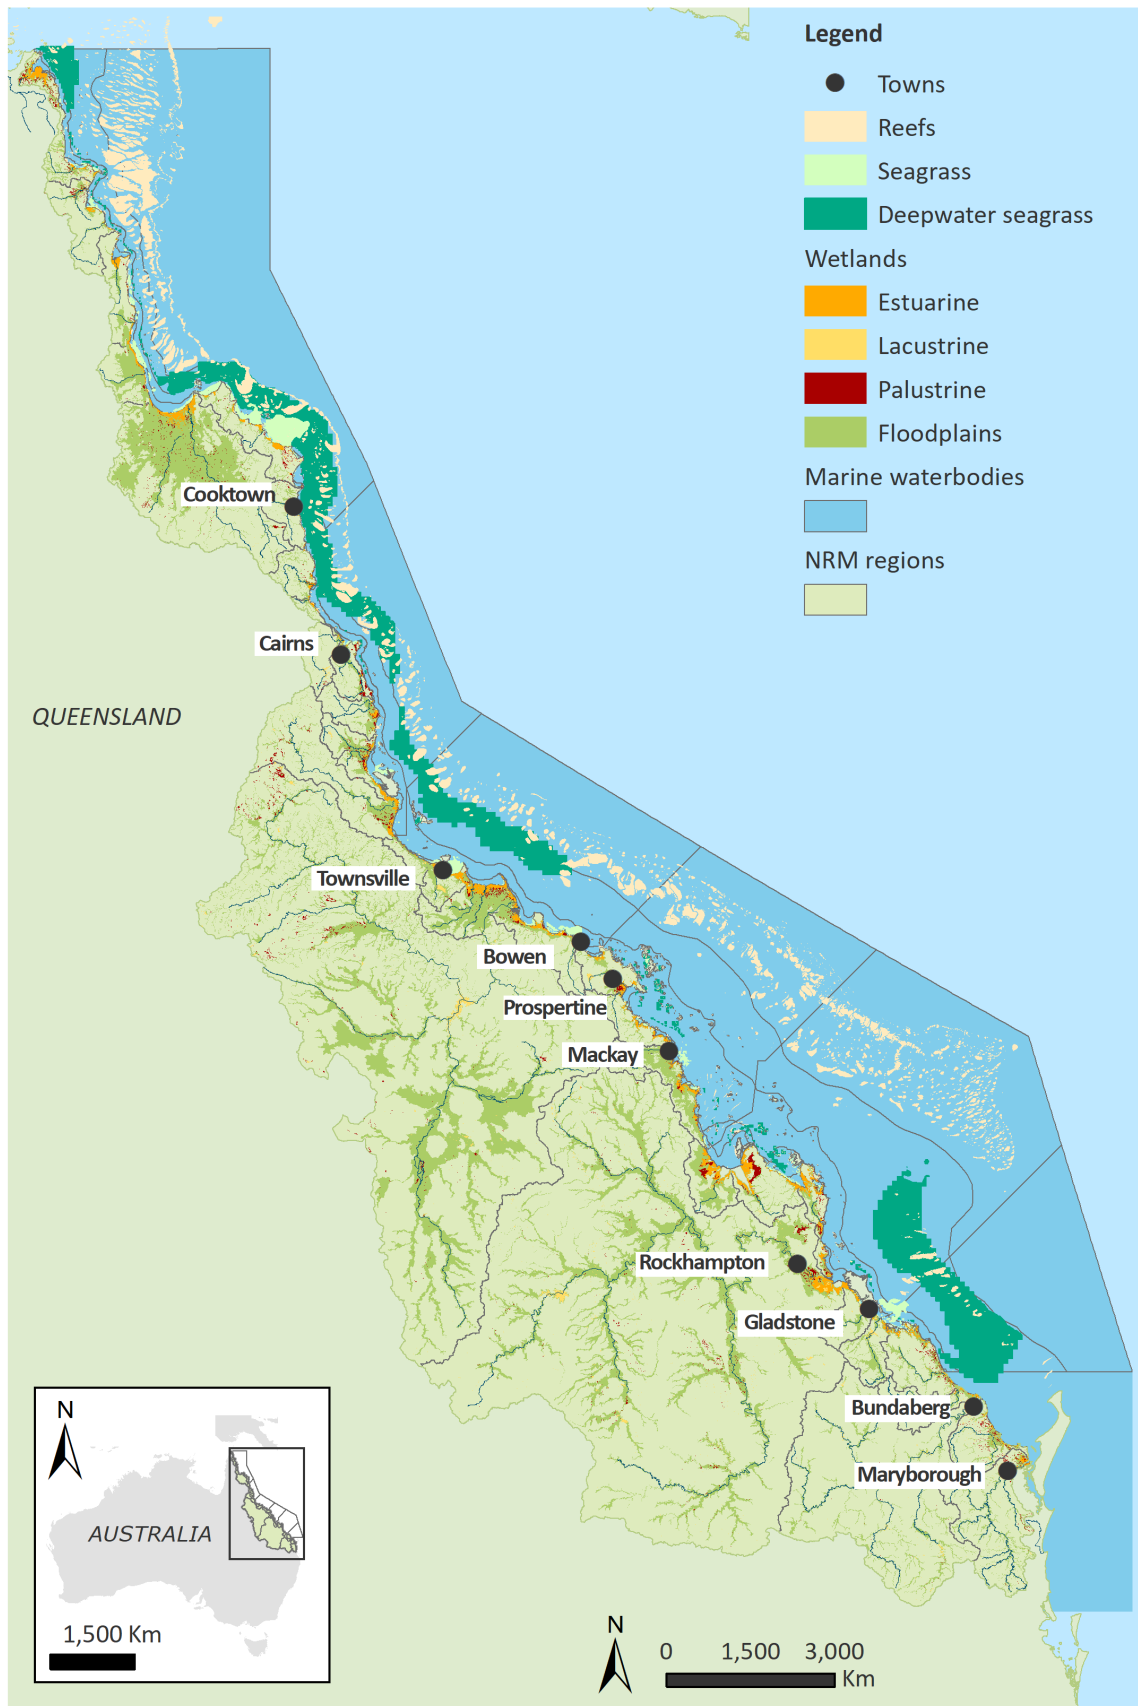 Legend
Towns
Reefs
Seagrass
Deepwater seagrass
Wetlands
Estuarine
Lacustrine
Palustrine
Floodplains
Marine waterbodies
NRM regions
Cooktown
Cairns
QUEENSLAND
Townsville
Bowen
Prospertine
Mackay
Rockhampton
Gladstone
Bundaberg
Maryborough
N
AUSTRALIA
1,500 Km
N
0 1,500 3,000
Km